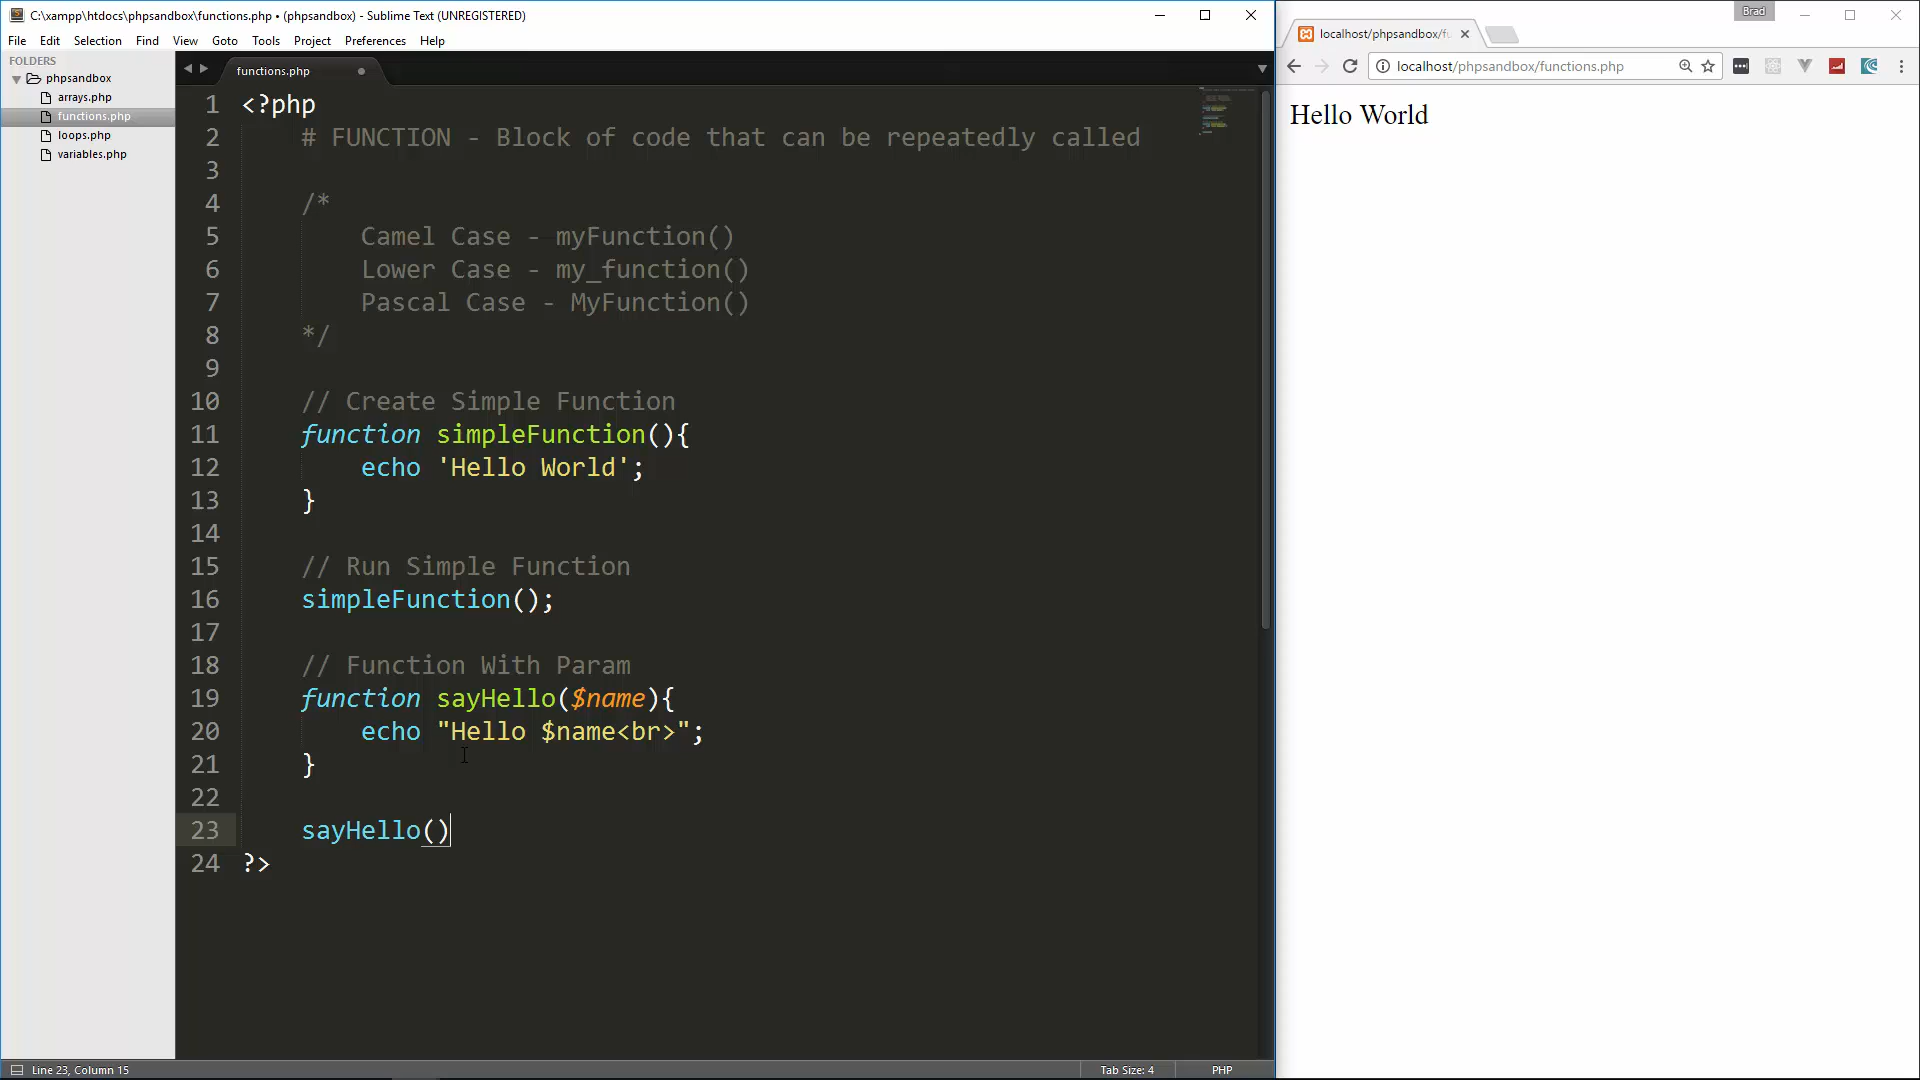 C:\xampp\htdocs\phpsandbox\functions.php • (phpsandbox) - Sublime Text (UNREGISTERED)
File Edit Selection Find View Goto Tools Project Preferences Help
FOLDERS
phpsandbox
arrays.php
functions.php
loops.php
variables.php
functions.php
1 <?php
2 # FUNCTION - Block of code that can be repeatedly called
3
4 /*
5 Camel Case - myFunction()
6 Lower Case - my_function()
7 Pascal Case - MyFunction()
8 */
9
10 // Create Simple Function
11 function simpleFunction(){
12 echo 'Hello World';
13 }
14
15 // Run Simple Function
16 simpleFunction();
17
18 // Function With Param
19 function sayHello($name){
20 echo "Hello $name<br>";
21 }
22
23 sayHello()
24 ?>
Line 23, Column 15
Tab Size: 4
PHP
Brad
localhost/phpsandbox/fu
localhost/phpsandbox/functions.php
Hello World